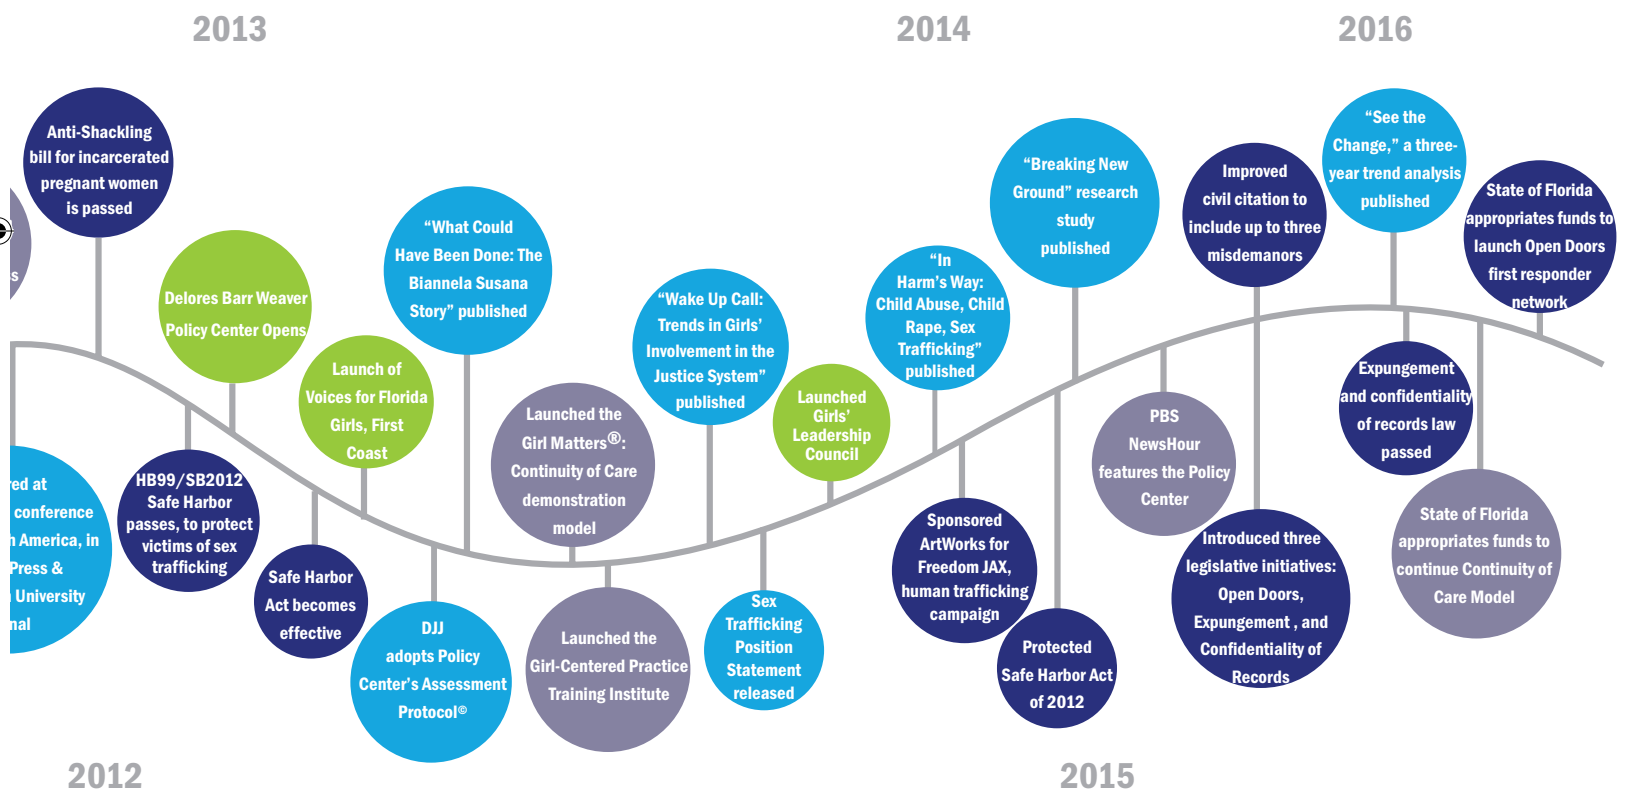 2013
2014
2016
Anti-Shackling
bill for incarcerated
pregnant women
is passed
s
Delores Barr Weaver
Policy Center Opens
Launch of
Voices for Florida
Girls, First
Coast
“What Could
Have Been Done: The
Biannela Susana
Story” published
Launched the
Girl Matters®:
Continuity of Care
demonstration
model
“Wake Up Call:
Trends in Girls’
Involvement in the
Justice System”
published
Launched
Girls’
Leadership
Council
“In
Harm’s Way:
Child Abuse, Child
Rape, Sex
Trafficking”
published
“Breaking New
Ground” research
study
published
Improved
civil citation to
include up to three
misdemanors
“See the
Change,” a three-
year trend analysis
published
State of Florida
appropriates funds to
launch Open Doors
first responder
network
red at
conference
America, in
Press &
University
nal
HB99/SB2012
Safe Harbor
passes, to protect
victims of sex
trafficking
Safe Harbor
Act becomes
effective
DJJ
adopts Policy
Center’s Assessment
Protocol©
Launched the
Girl-Centered Practice
Training Institute
Sex
Trafficking
Position
Statement
released
Sponsored
ArtWorks for
Freedom JAX,
human trafficking
campaign
Protected
Safe Harbor Act
of 2012
PBS
NewsHour
features the Policy
Center
Introduced three
legislative initiatives:
Open Doors,
Expungement , and
Confidentiality of
Records
Expungement
and confidentiality
of records law
passed
State of Florida
appropriates funds to
continue Continuity of
Care Model
2012
2015